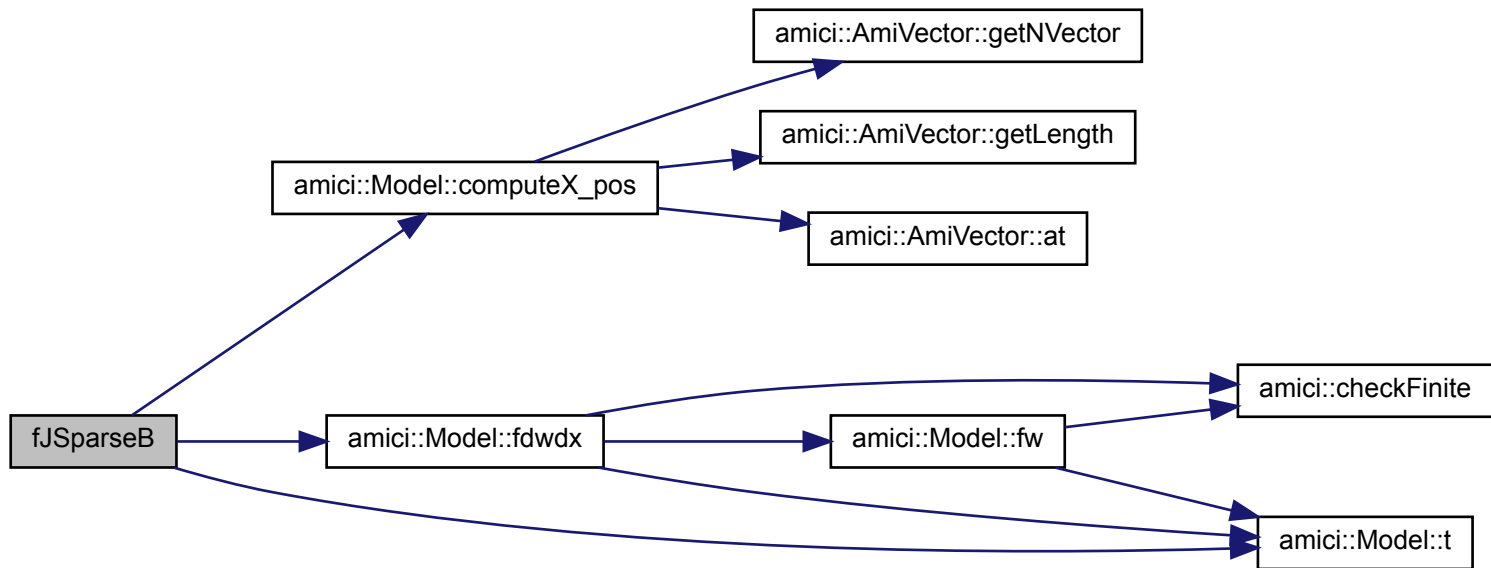 amici::AmiVector::getNVector
amici::AmiVector::getLength
amici::Model::computeX_pos
amici::AmiVector::at
amici::checkFinite
fJSparseB
amici::Model::fdwdx
amici::Model::fw
amici::Model::t